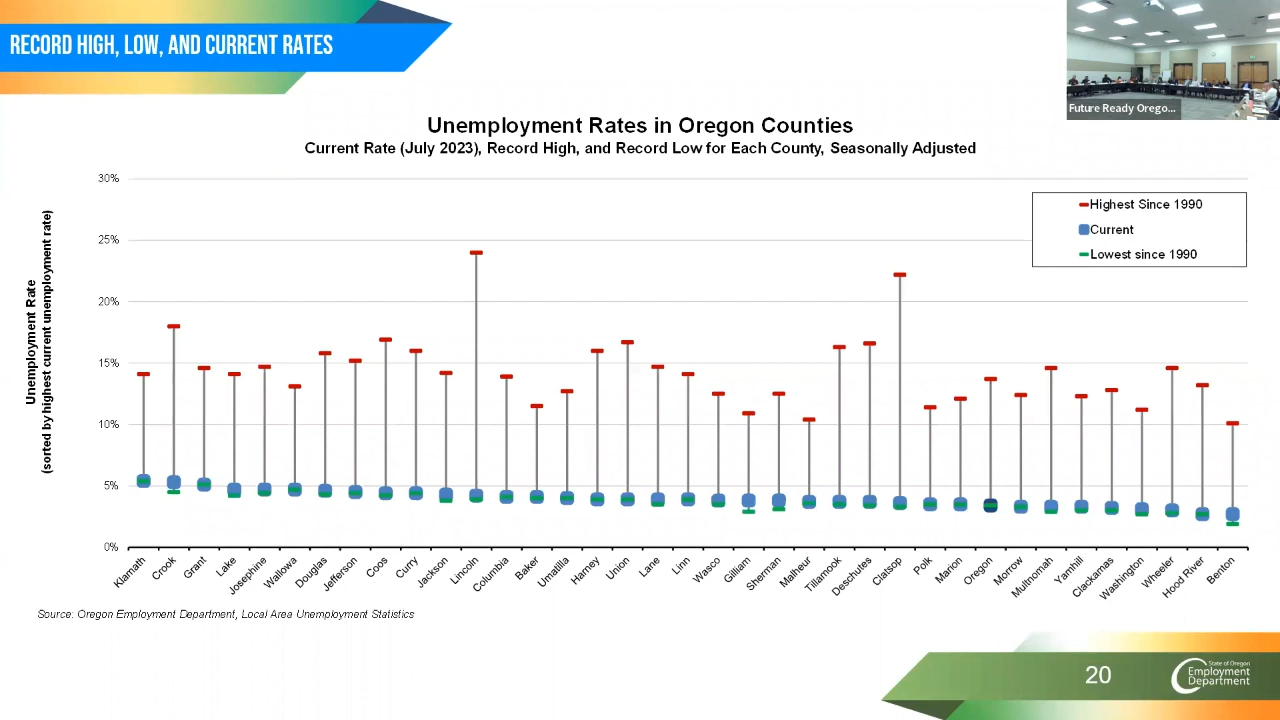 RECORD HIGH, LOW, AND CURRENT RATES
Future Ready Orego...
Unemployment Rates in Oregon Counties
Current Rate (July 2023), Record High, and Record Low for Each County, Seasonally Adjusted
Unemployment Rate
(sorted by highest current unemployment rate)
30%
25%
20%
15%
10%
5%
0%
Highest Since 1990
Current
Lowest since 1990
Klamath
Crook
Grant
Lake
Josephine
Wallowa
Douglas
Jefferson
Coos
Curry
Jackson
Lincoln
Columbia
Baker
Umatilla
Harney
Union
Lane
Linn
Wasco
Gilliam
Sherman
Malheur
Tillamook
Deschutes
Clatsop
Polk
Marion
Oregon
Morrow
Multnomah
Yamhill
Clackamas
Washington
Wheeler
Hood River
Benton
Source: Oregon Employment Department, Local Area Unemployment Statistics
20
State of Oregon
Employment
Department